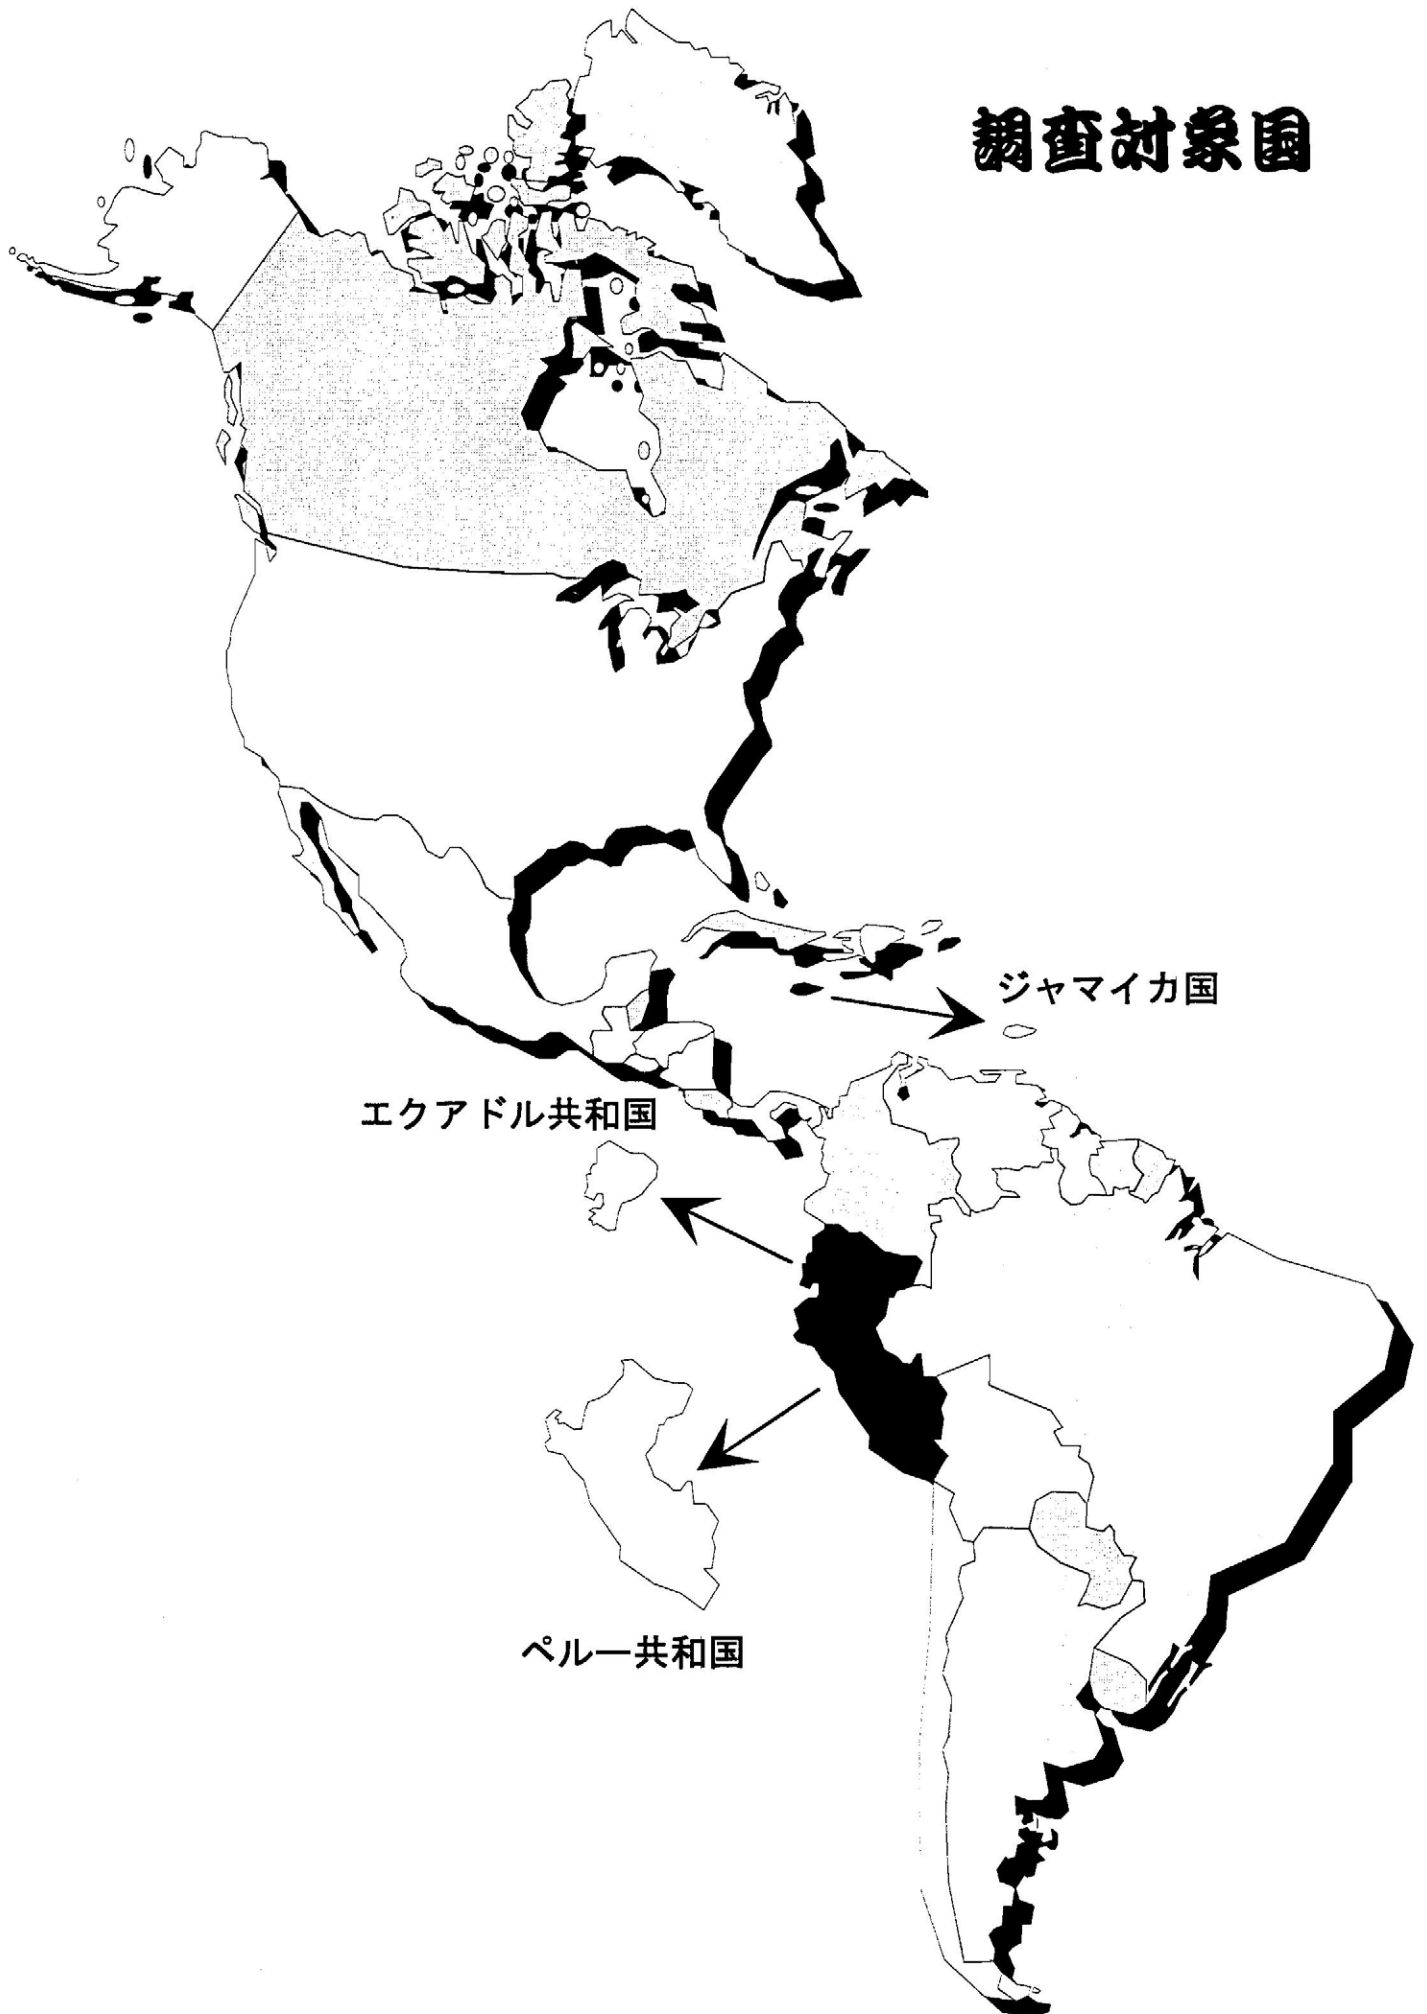 調査対象国
ジャマイカ国
エクアドル共和国
ペルー共和国